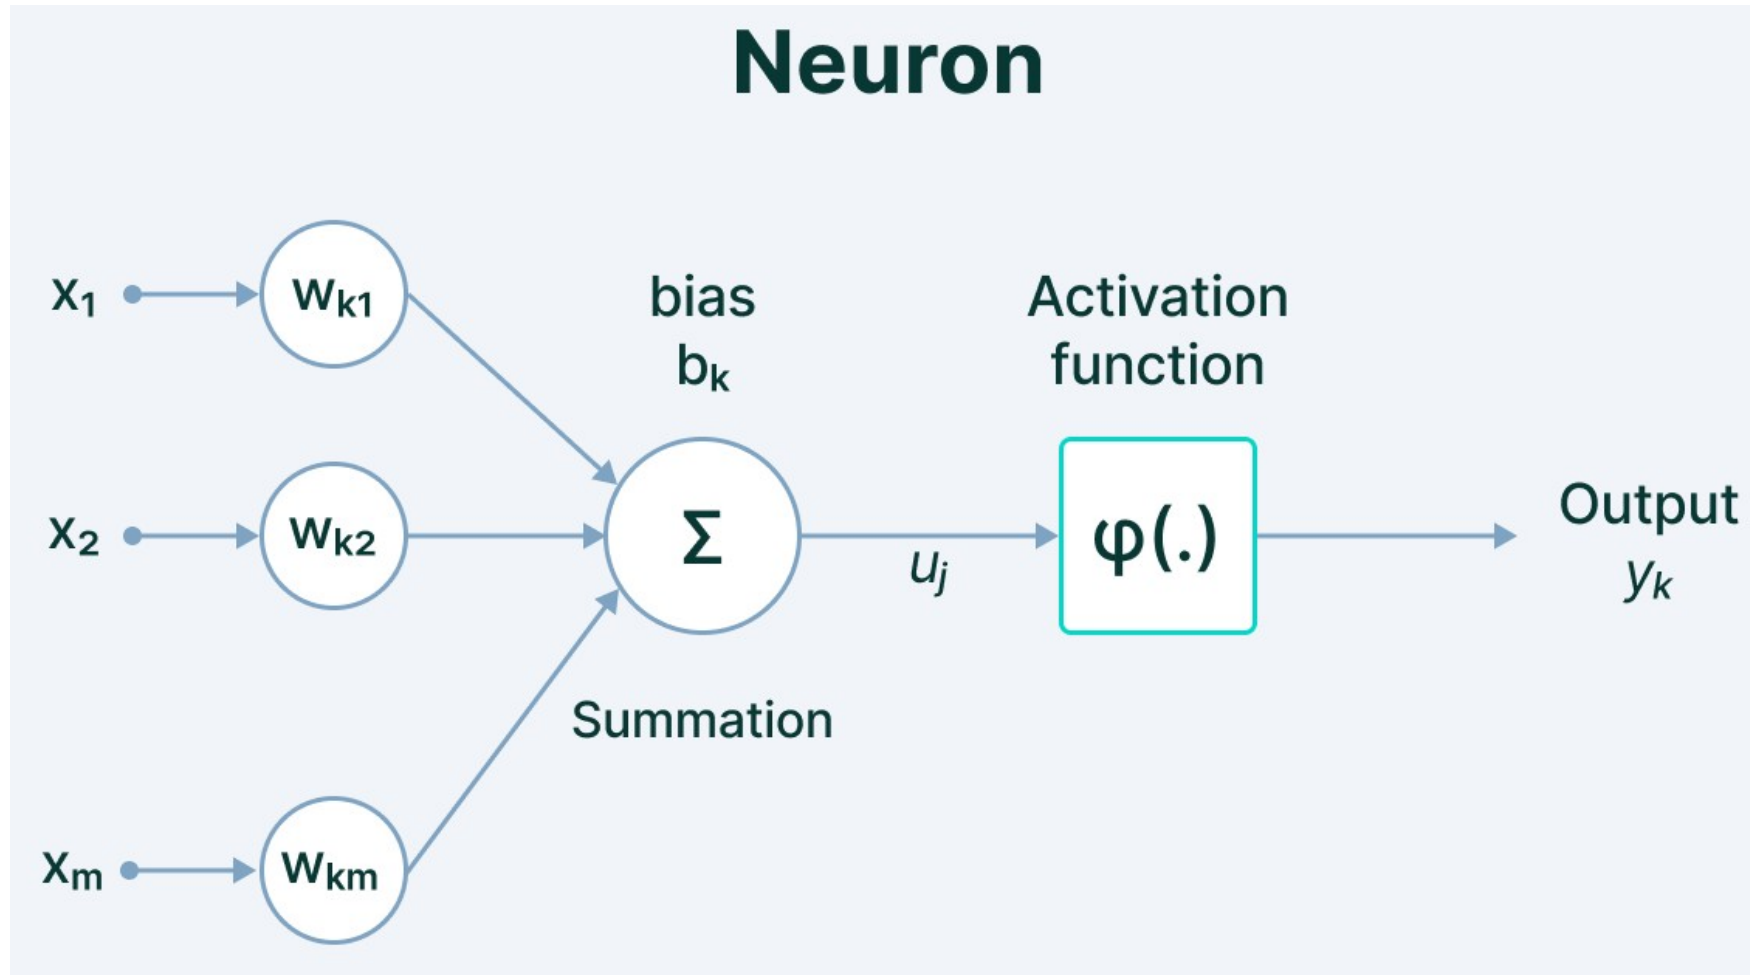 Neuron
x₁
wₖ₁
bias
bₖ
Activation
function
x₂
wₖ₂
Σ
uⱼ
φ(.)
Output
yₖ
Summation
xₘ
wₖₘ